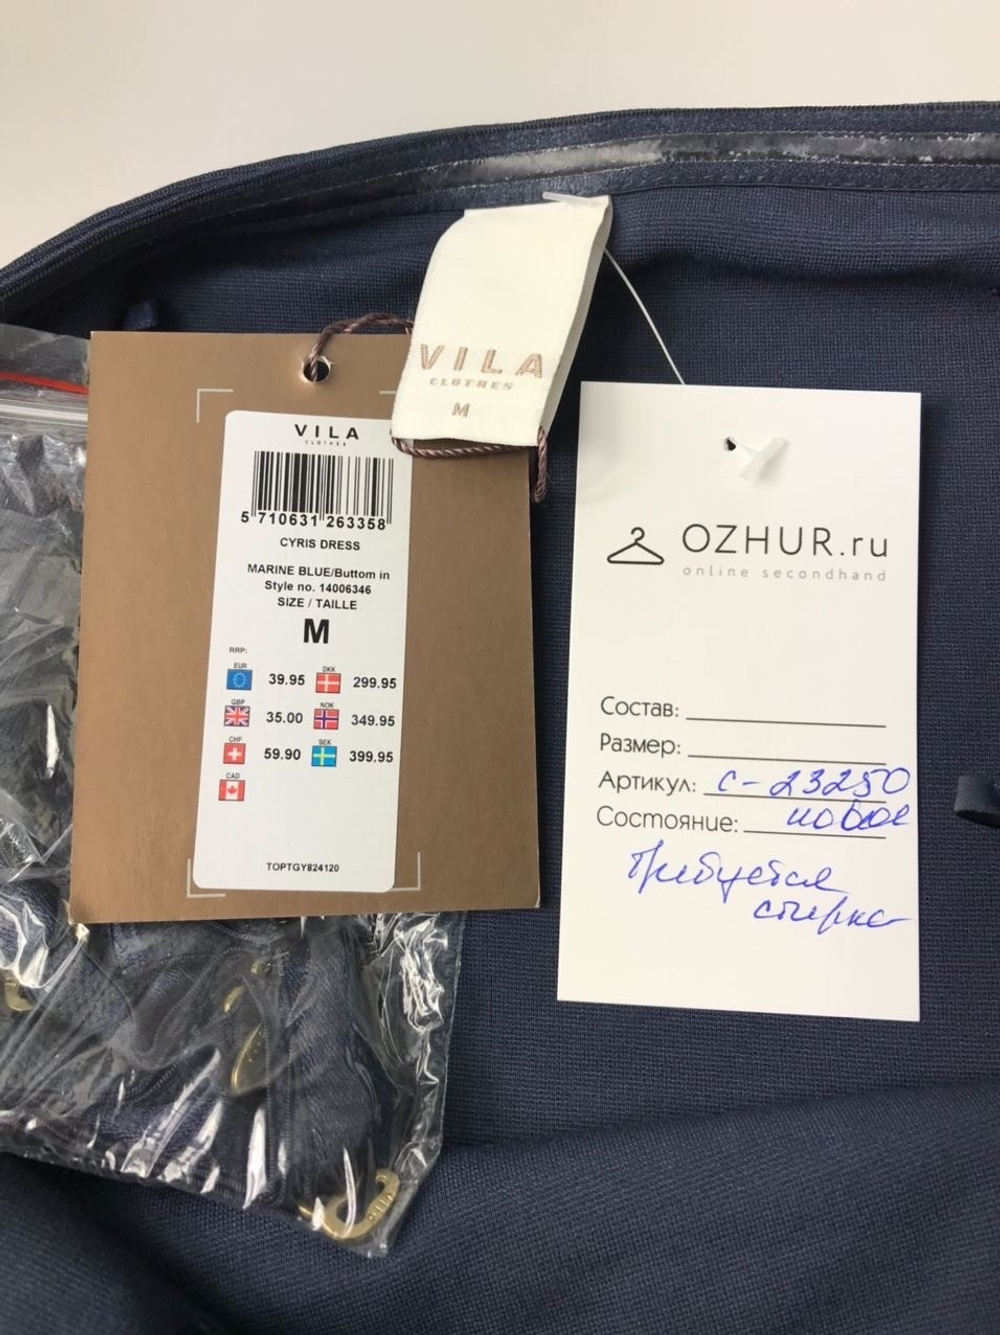 VILA
CLOTHES
M
VILA
CLOTHES
5 710631 263358
CYRIS DRESS
MARINE BLUE/Buttom in
Style no. 14006346
SIZE / TAILLE
M
RRP:
EUR 39.95 DKK 299.95
GBP 35.00 NOK 349.95
CHF 59.90 SEK 399.95
CAD
TOPTGY824120
OZHUR.ru
online secondhand
Состав:
Размер:
Артикул: с-23250
Состояние: новое
Требуется
стирка